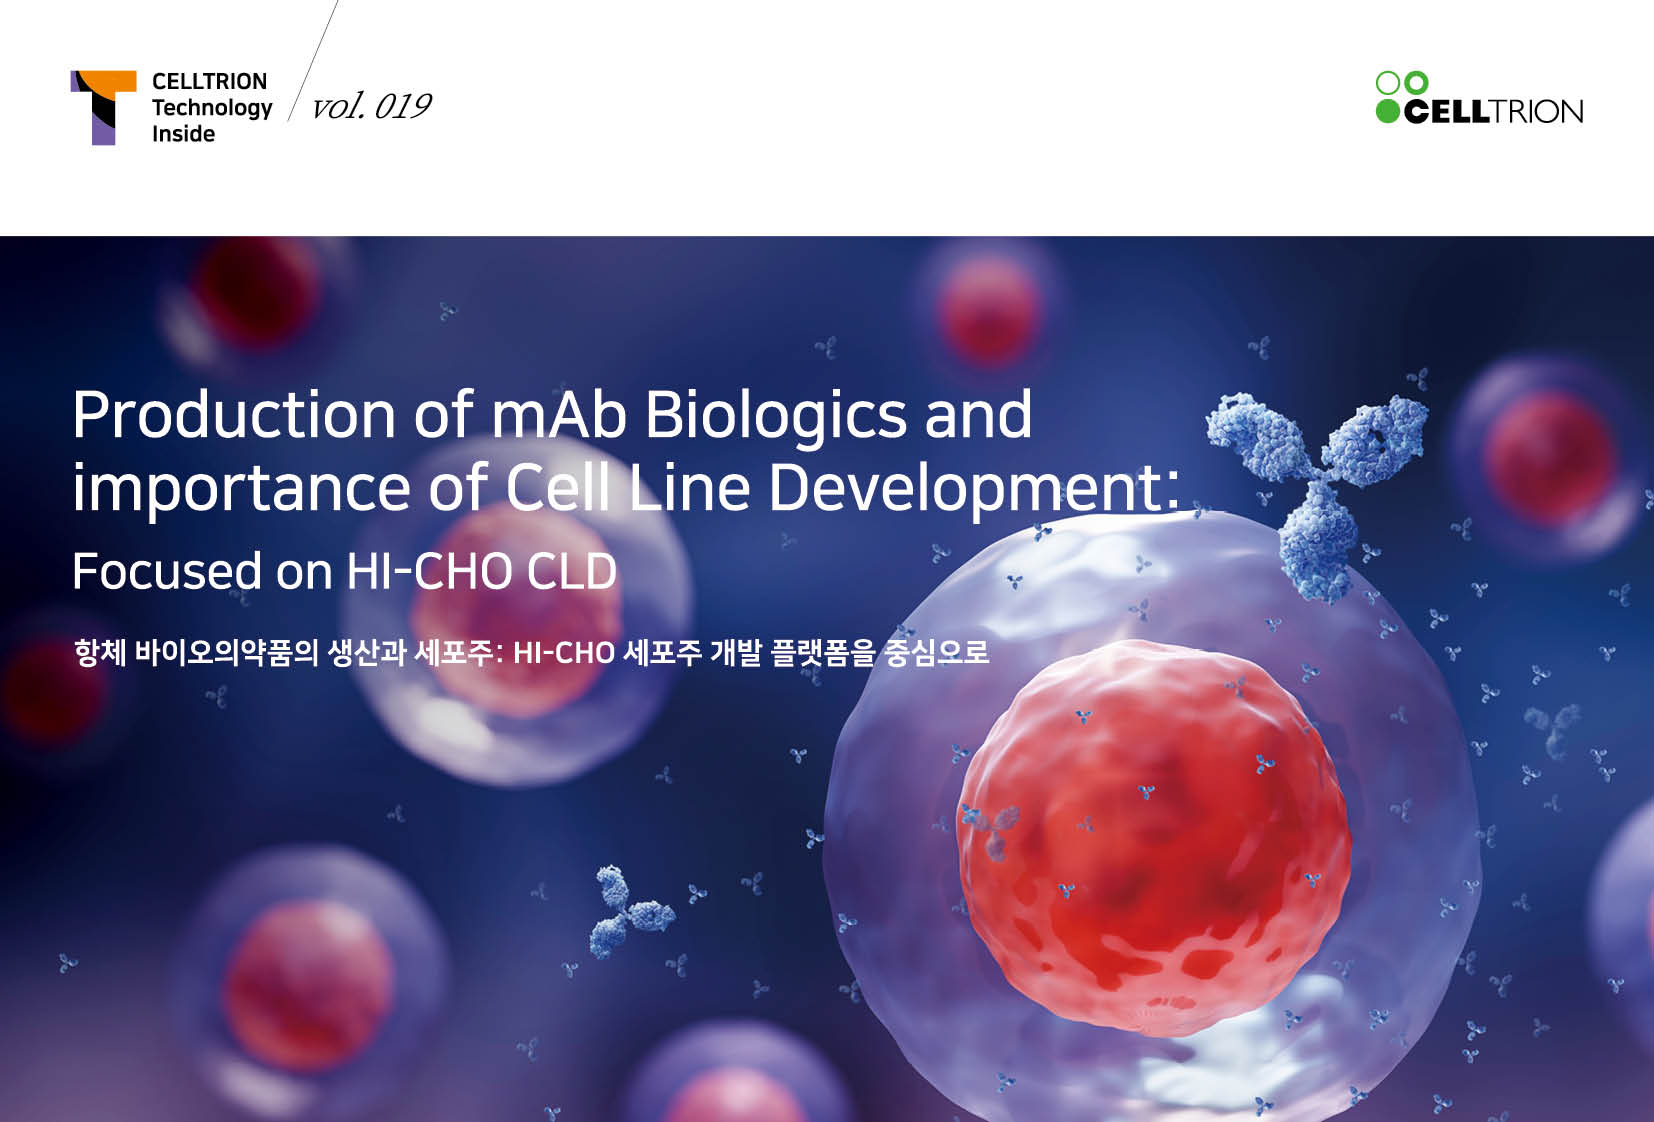 CELLTRION
Technology
Inside
vol. 019
CELLTRION
Production of mAb Biologics and
importance of Cell Line Development:
Focused on HI-CHO CLD
항체 바이오의약품의 생산과 세포주: HI-CHO 세포주 개발 플랫폼을 중심으로